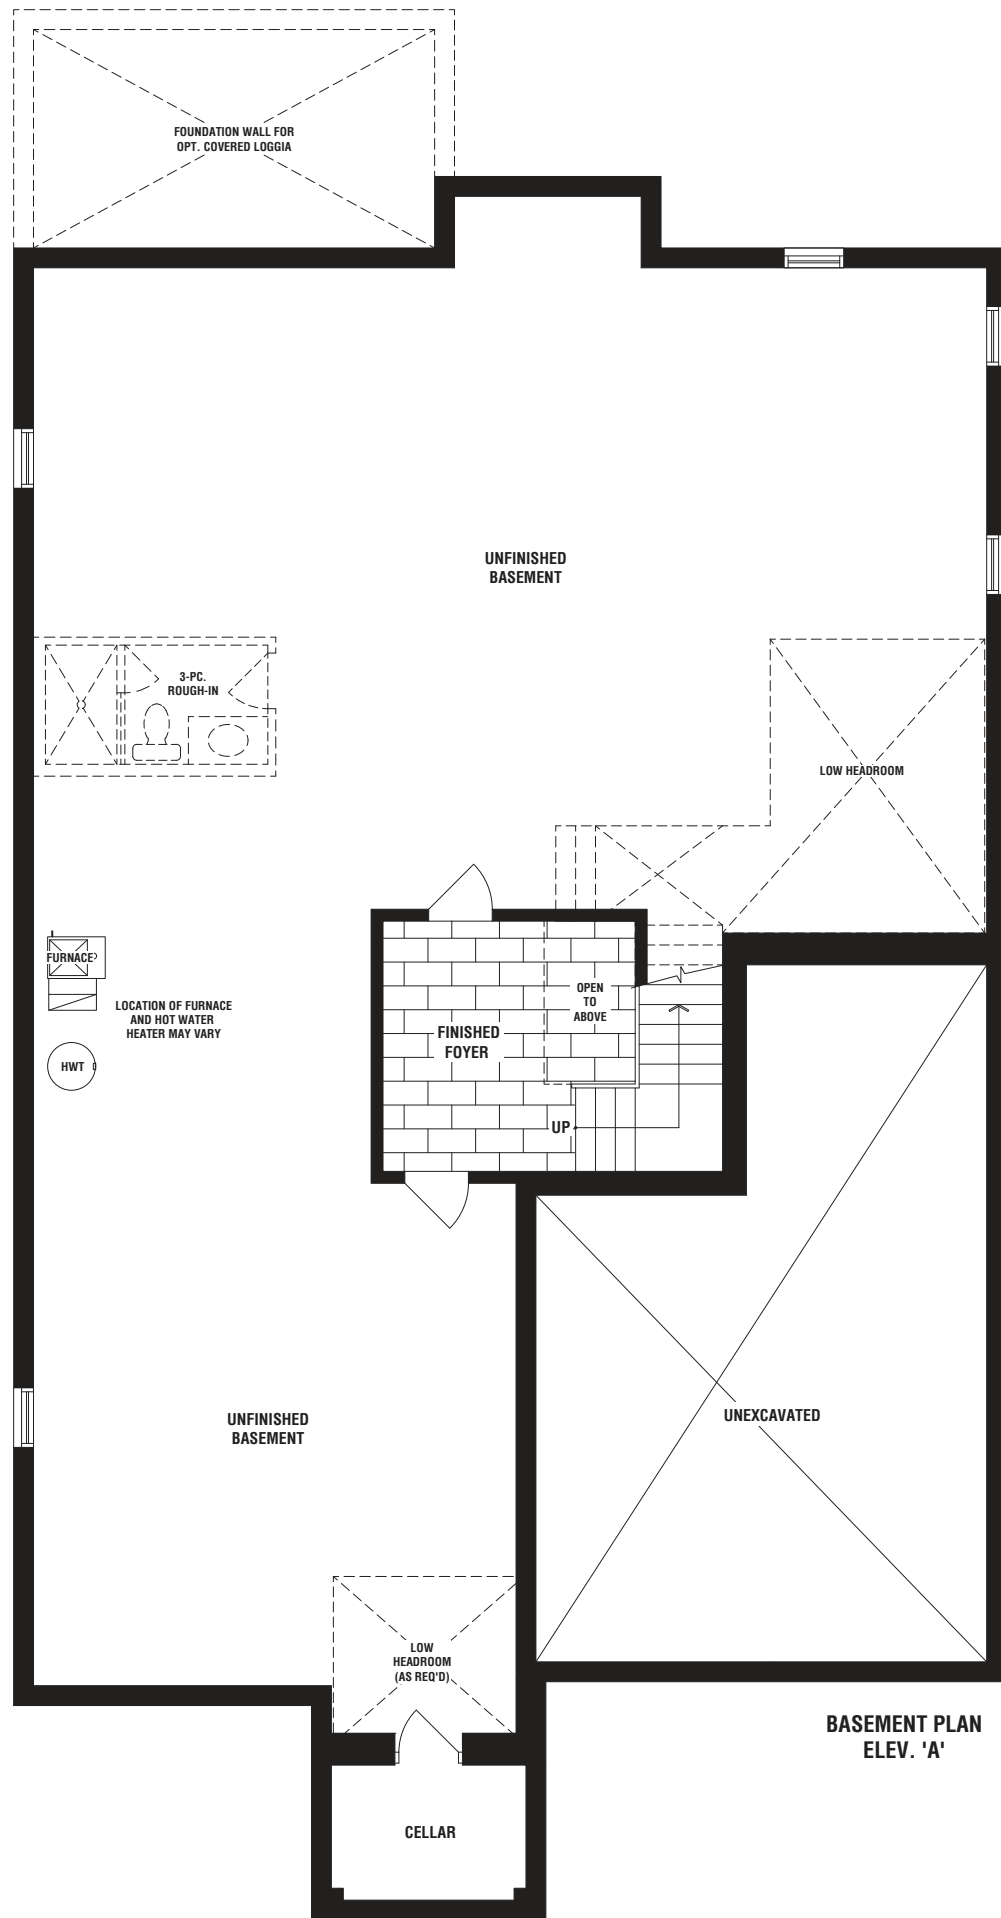 FOUNDATION WALL FOR
OPT. COVERED LOGGIA
UNFINISHED
BASEMENT
3-PC.
ROUGH-IN
LOW HEADROOM
FURNACE
LOCATION OF FURNACE
AND HOT WATER
HEATER MAY VARY
HWT
OPEN
TO
ABOVE
FINISHED
FOYER
UP
UNFINISHED
BASEMENT
UNEXCAVATED
LOW
HEADROOM
(AS REQ'D)
BASEMENT PLAN
ELEV. 'A'
CELLAR